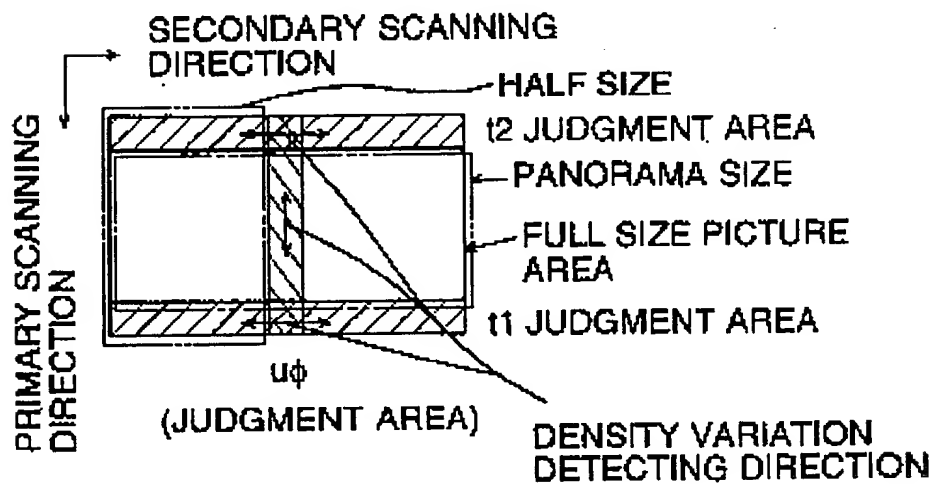 SECONDARY SCANNING
DIRECTION
HALF SIZE
t2 JUDGMENT AREA
PANORAMA SIZE
FULL SIZE PICTURE
AREA
t1 JUDGMENT AREA
PRIMARY SCANNING
DIRECTION
uϕ
(JUDGMENT AREA)
DENSITY VARIATION
DETECTING DIRECTION